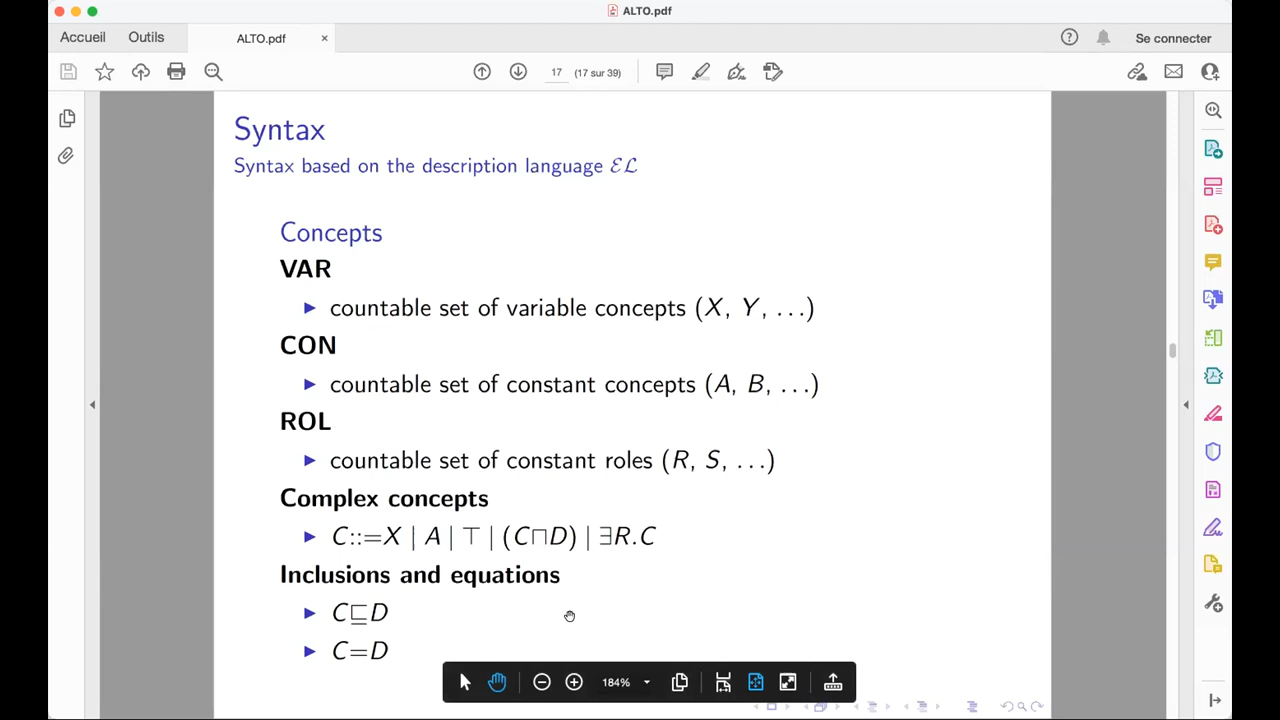 ALTO.pdf
Accueil Outils ALTO.pdf × Se connecter
17 (17 sur 39)
Syntax
Syntax based on the description language ℰℒ
Concepts
VAR
▶ countable set of variable concepts (X, Y, ...)
CON
▶ countable set of constant concepts (A, B, ...)
ROL
▶ countable set of constant roles (R, S, ...)
Complex concepts
▶ C::=X | A | ⊤ | (C⊓D) | ∃R.C
Inclusions and equations
▶ C⊑D
▶ C=D
184%